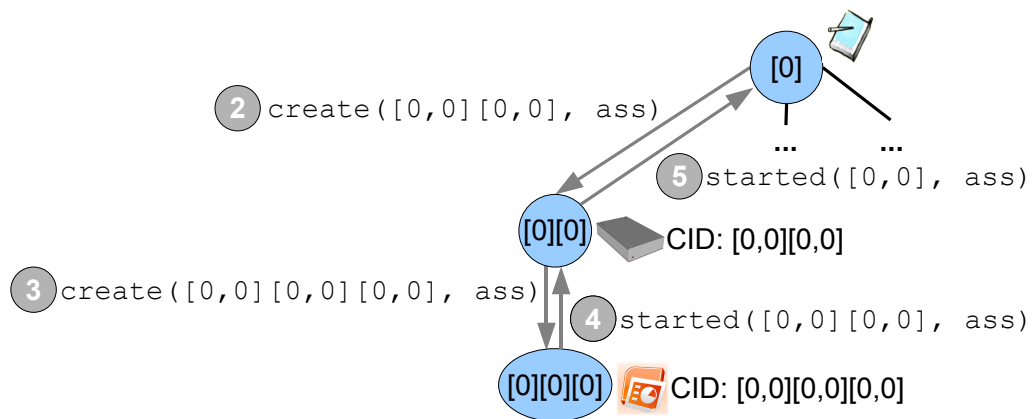 [0]
2 create([0,0][0,0], ass)
... ...
5 started([0,0], ass)
[0][0] CID: [0,0][0,0]
3 create([0,0][0,0][0,0], ass)
4 started([0,0][0,0], ass)
[0][0][0] CID: [0,0][0,0][0,0]